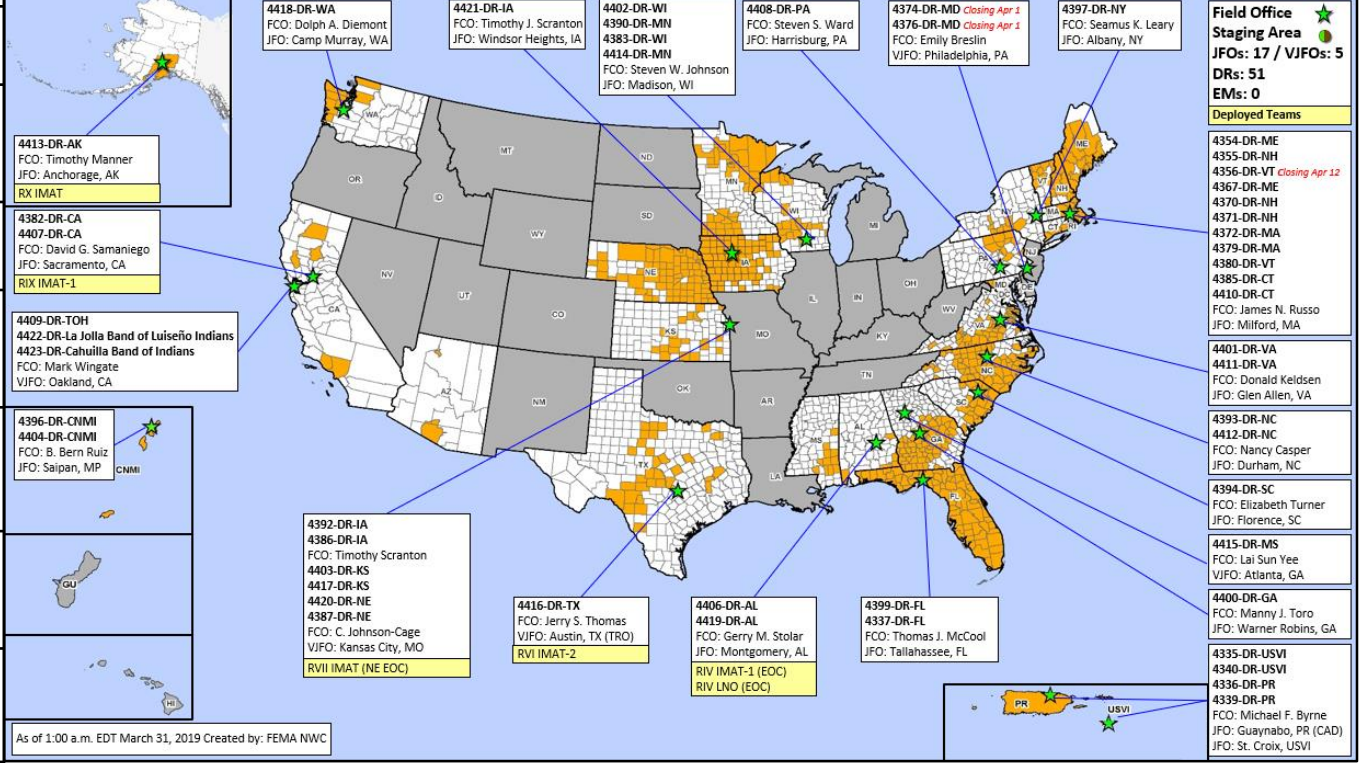 4418-DR-WA
FCO: Dolph A. Diemont
JFO: Camp Murray, WA
4421-DR-IA
FCO: Timothy J. Scranton
JFO: Windsor Heights, IA
4402-DR-WI
4390-DR-MN
4383-DR-WI
4414-DR-MN
FCO: Steven W. Johnson
JFO: Madison, WI
4408-DR-PA
FCO: Steven S. Ward
JFO: Harrisburg, PA
4374-DR-MD Closing Apr 1
4376-DR-MD Closing Apr 1
FCO: Emily Breslin
VJFO: Philadelphia, PA
4397-DR-NY
FCO: Seamus K. Leary
JFO: Albany, NY
Field Office
Staging Area
JFOs: 17 / VJFOs: 5
DRs: 51
EMs: 0
Deployed Teams
4413-DR-AK
FCO: Timothy Manner
JFO: Anchorage, AK
RX IMAT
4382-DR-CA
4407-DR-CA
FCO: David G. Samaniego
JFO: Sacramento, CA
RIX IMAT-1
4409-DR-TOH
4422-DR-La Jolla Band of Luiseño Indians
4423-DR-Cahuilla Band of Indians
FCO: Mark Wingate
VJFO: Oakland, CA
4396-DR-CNMI
4404-DR-CNMI
FCO: B. Bern Ruiz
JFO: Saipan, MP
CNMI
GU
HI
WA
MT
ND
MN
OR
ID
SD
WI
MI
WY
NE
IA
NV
UT
CO
KS
MO
IL
IN
OH
CA
AZ
NM
OK
AR
TX
LA
MS
AL
GA
FL
TN
KY
WV
VA
NC
SC
PA
NJ
MD
DC
DE
NY
CT
RI
MA
VT
NH
ME
4354-DR-ME
4355-DR-NH
4356-DR-VT Closing Apr 12
4367-DR-ME
4370-DR-NH
4371-DR-NH
4372-DR-MA
4379-DR-MA
4380-DR-VT
4385-DR-CT
4410-DR-CT
FCO: James N. Russo
JFO: Milford, MA
4401-DR-VA
4411-DR-VA
FCO: Donald Keldsen
JFO: Glen Allen, VA
4393-DR-NC
4412-DR-NC
FCO: Nancy Casper
JFO: Durham, NC
4394-DR-SC
FCO: Elizabeth Turner
JFO: Florence, SC
4415-DR-MS
FCO: Lai Sun Yee
VJFO: Atlanta, GA
4400-DR-GA
FCO: Manny J. Toro
JFO: Warner Robins, GA
4335-DR-USVI
4340-DR-USVI
4336-DR-PR
4339-DR-PR
FCO: Michael F. Byrne
JFO: Guaynabo, PR (CAD)
JFO: St. Croix, USVI
4392-DR-IA
4386-DR-IA
FCO: Timothy Scranton
4403-DR-KS
4417-DR-KS
4420-DR-NE
4387-DR-NE
FCO: C. Johnson-Cage
VJFO: Kansas City, MO
RVII IMAT (NE EOC)
4416-DR-TX
FCO: Jerry S. Thomas
VJFO: Austin, TX (TRO)
RVI IMAT-2
4406-DR-AL
4419-DR-AL
FCO: Gerry M. Stolar
JFO: Montgomery, AL
RIV IMAT-1 (EOC)
RIV LNO (EOC)
4399-DR-FL
4337-DR-FL
FCO: Thomas J. McCool
JFO: Tallahassee, FL
PR
USVI
As of 1:00 a.m. EDT March 31, 2019 Created by: FEMA NWC